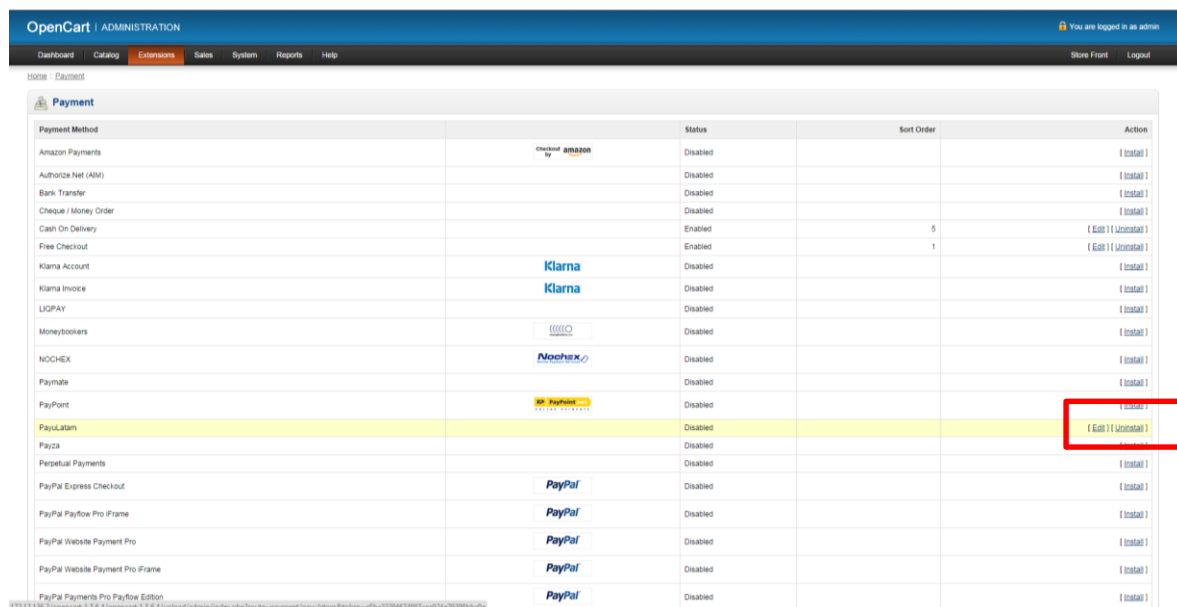 OpenCart | ADMINISTRATION You are logged in as admin
Dashboard Catalog Extensions Sales System Reports Help Store Front Logout
Home :: Payment
Payment
Payment Method Status Sort Order Action
Amazon Payments Checkout by amazon Disabled [ Install ]
Authorize.Net (AIM) Disabled [ Install ]
Bank Transfer Disabled [ Install ]
Cheque / Money Order Disabled [ Install ]
Cash On Delivery Enabled 5 [ Edit ] [ Uninstall ]
Free Checkout Enabled 1 [ Edit ] [ Uninstall ]
Klarna Account Klarna Disabled [ Install ]
Klarna Invoice Klarna Disabled [ Install ]
LIQPAY Disabled [ Install ]
Moneybookers Disabled [ Install ]
NOCHEX Nochex Disabled [ Install ]
Paymate Disabled [ Install ]
PayPoint PayPoint Disabled [ Install ]
PayuLatam Disabled [ Edit ] [ Uninstall ]
Payza Disabled [ Install ]
Perpetual Payments Disabled [ Install ]
PayPal Express Checkout PayPal Disabled [ Install ]
PayPal Payflow Pro iFrame PayPal Disabled [ Install ]
PayPal Website Payment Pro PayPal Disabled [ Install ]
PayPal Website Payment Pro iFrame PayPal Disabled [ Install ]
PayPal Payments Pro Payflow Edition PayPal Disabled [ Install ]